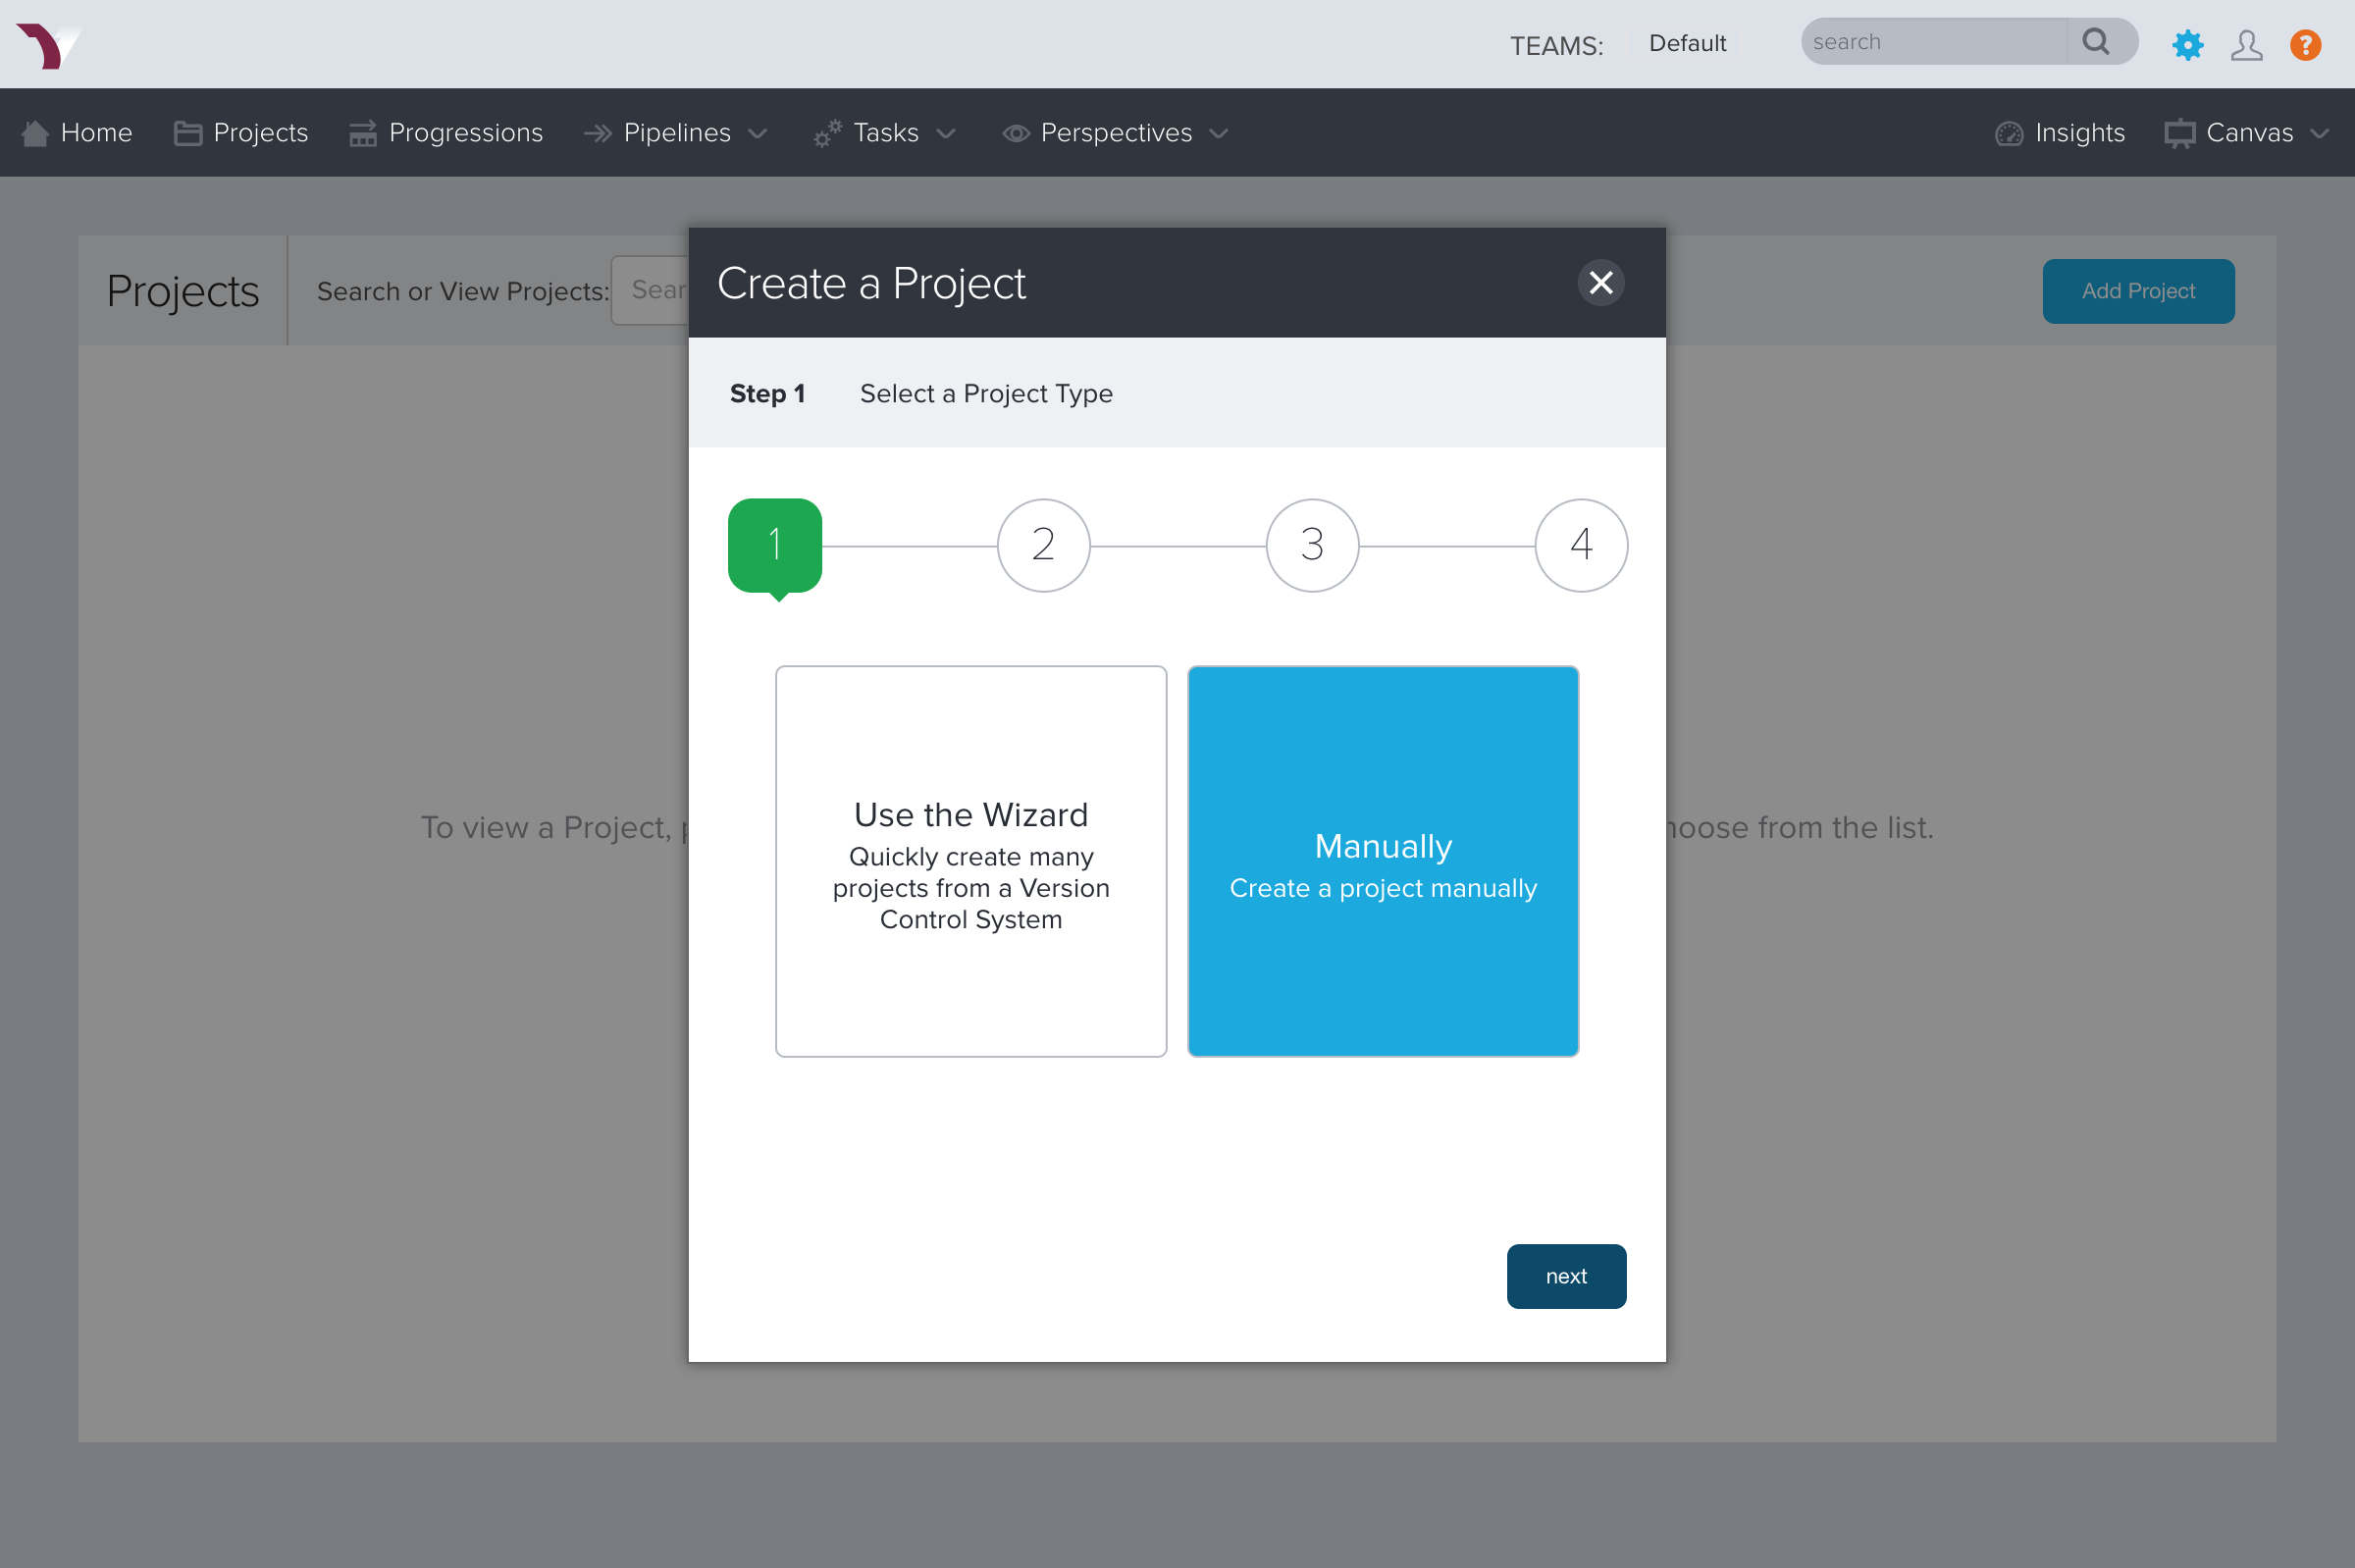 TEAMS: Default search
Home Projects Progressions Pipelines Tasks Perspectives Insights Canvas
Projects Search or View Projects: Sear Add Project
Create a Project
Step 1 Select a Project Type
1 2 3 4
Use the Wizard
Quickly create many
projects from a Version
Control System
Manually
Create a project manually
To view a Project, hoose from the list.
next